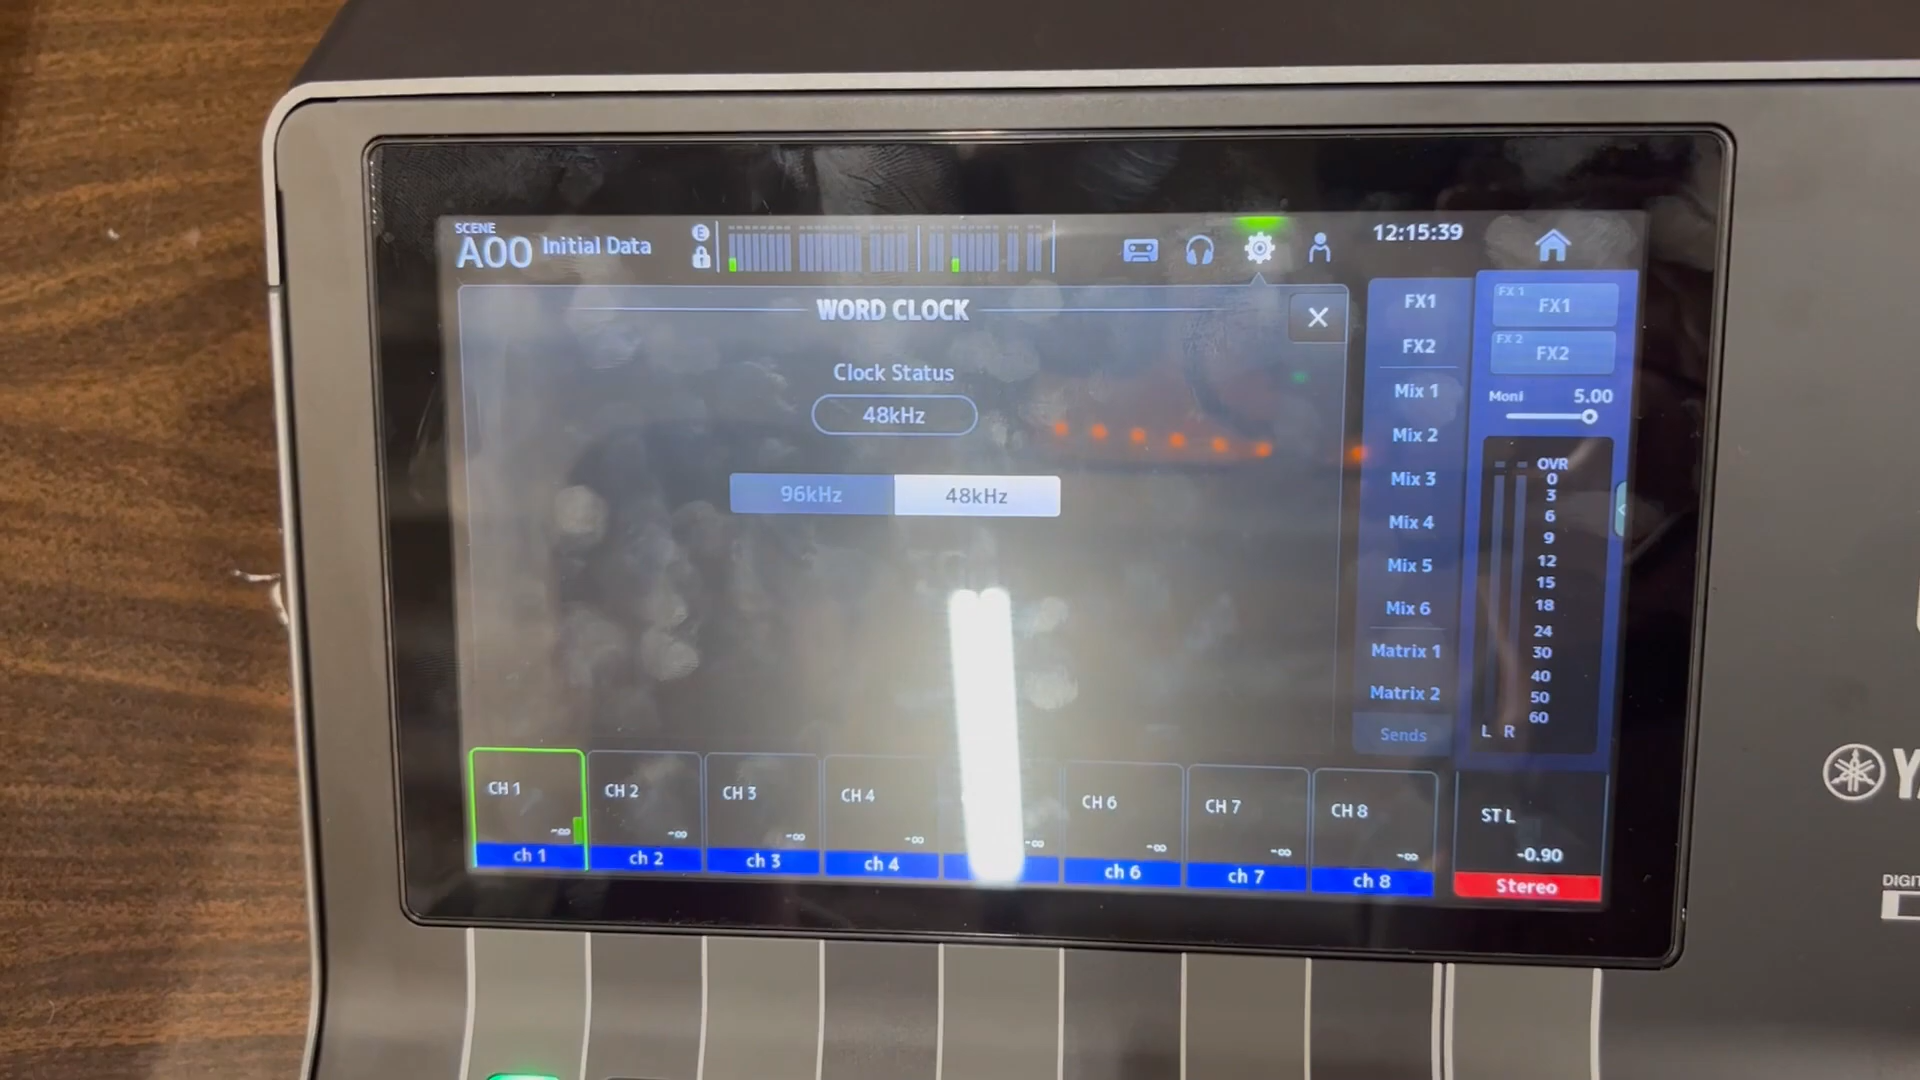 SCENE
A00 Initial Data
E
12:15:39
WORD CLOCK
Clock Status
48kHz
96kHz
48kHz
FX1
FX2
Mix 1
Mix 2
Mix 3
Mix 4
Mix 5
Mix 6
Matrix 1
Matrix 2
Sends
FX 1
FX1
FX 2
FX2
Moni 5.00
OVR
0
3
6
9
12
15
18
24
30
40
50
60
L R
CH 1
-∞
ch 1
CH 2
-∞
ch 2
CH 3
-∞
ch 3
CH 4
-∞
ch 4
-∞
CH 6
-∞
ch 6
CH 7
-∞
ch 7
CH 8
-∞
ch 8
ST L
-0.90
Stereo
YA
DIGIT